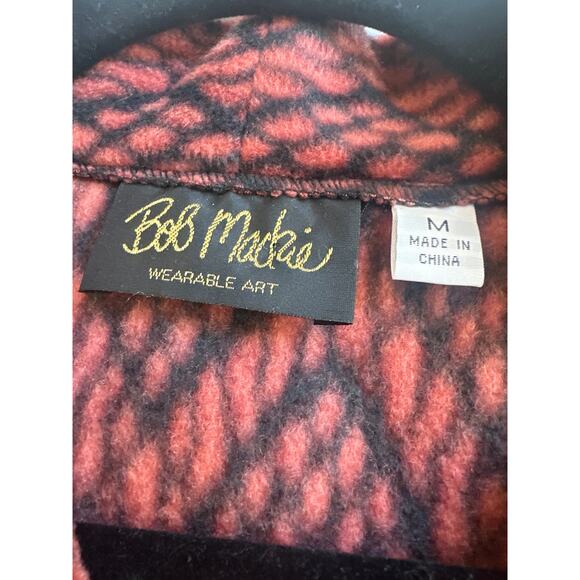 Bob Mackie
WEARABLE ART
M
MADE IN
CHINA